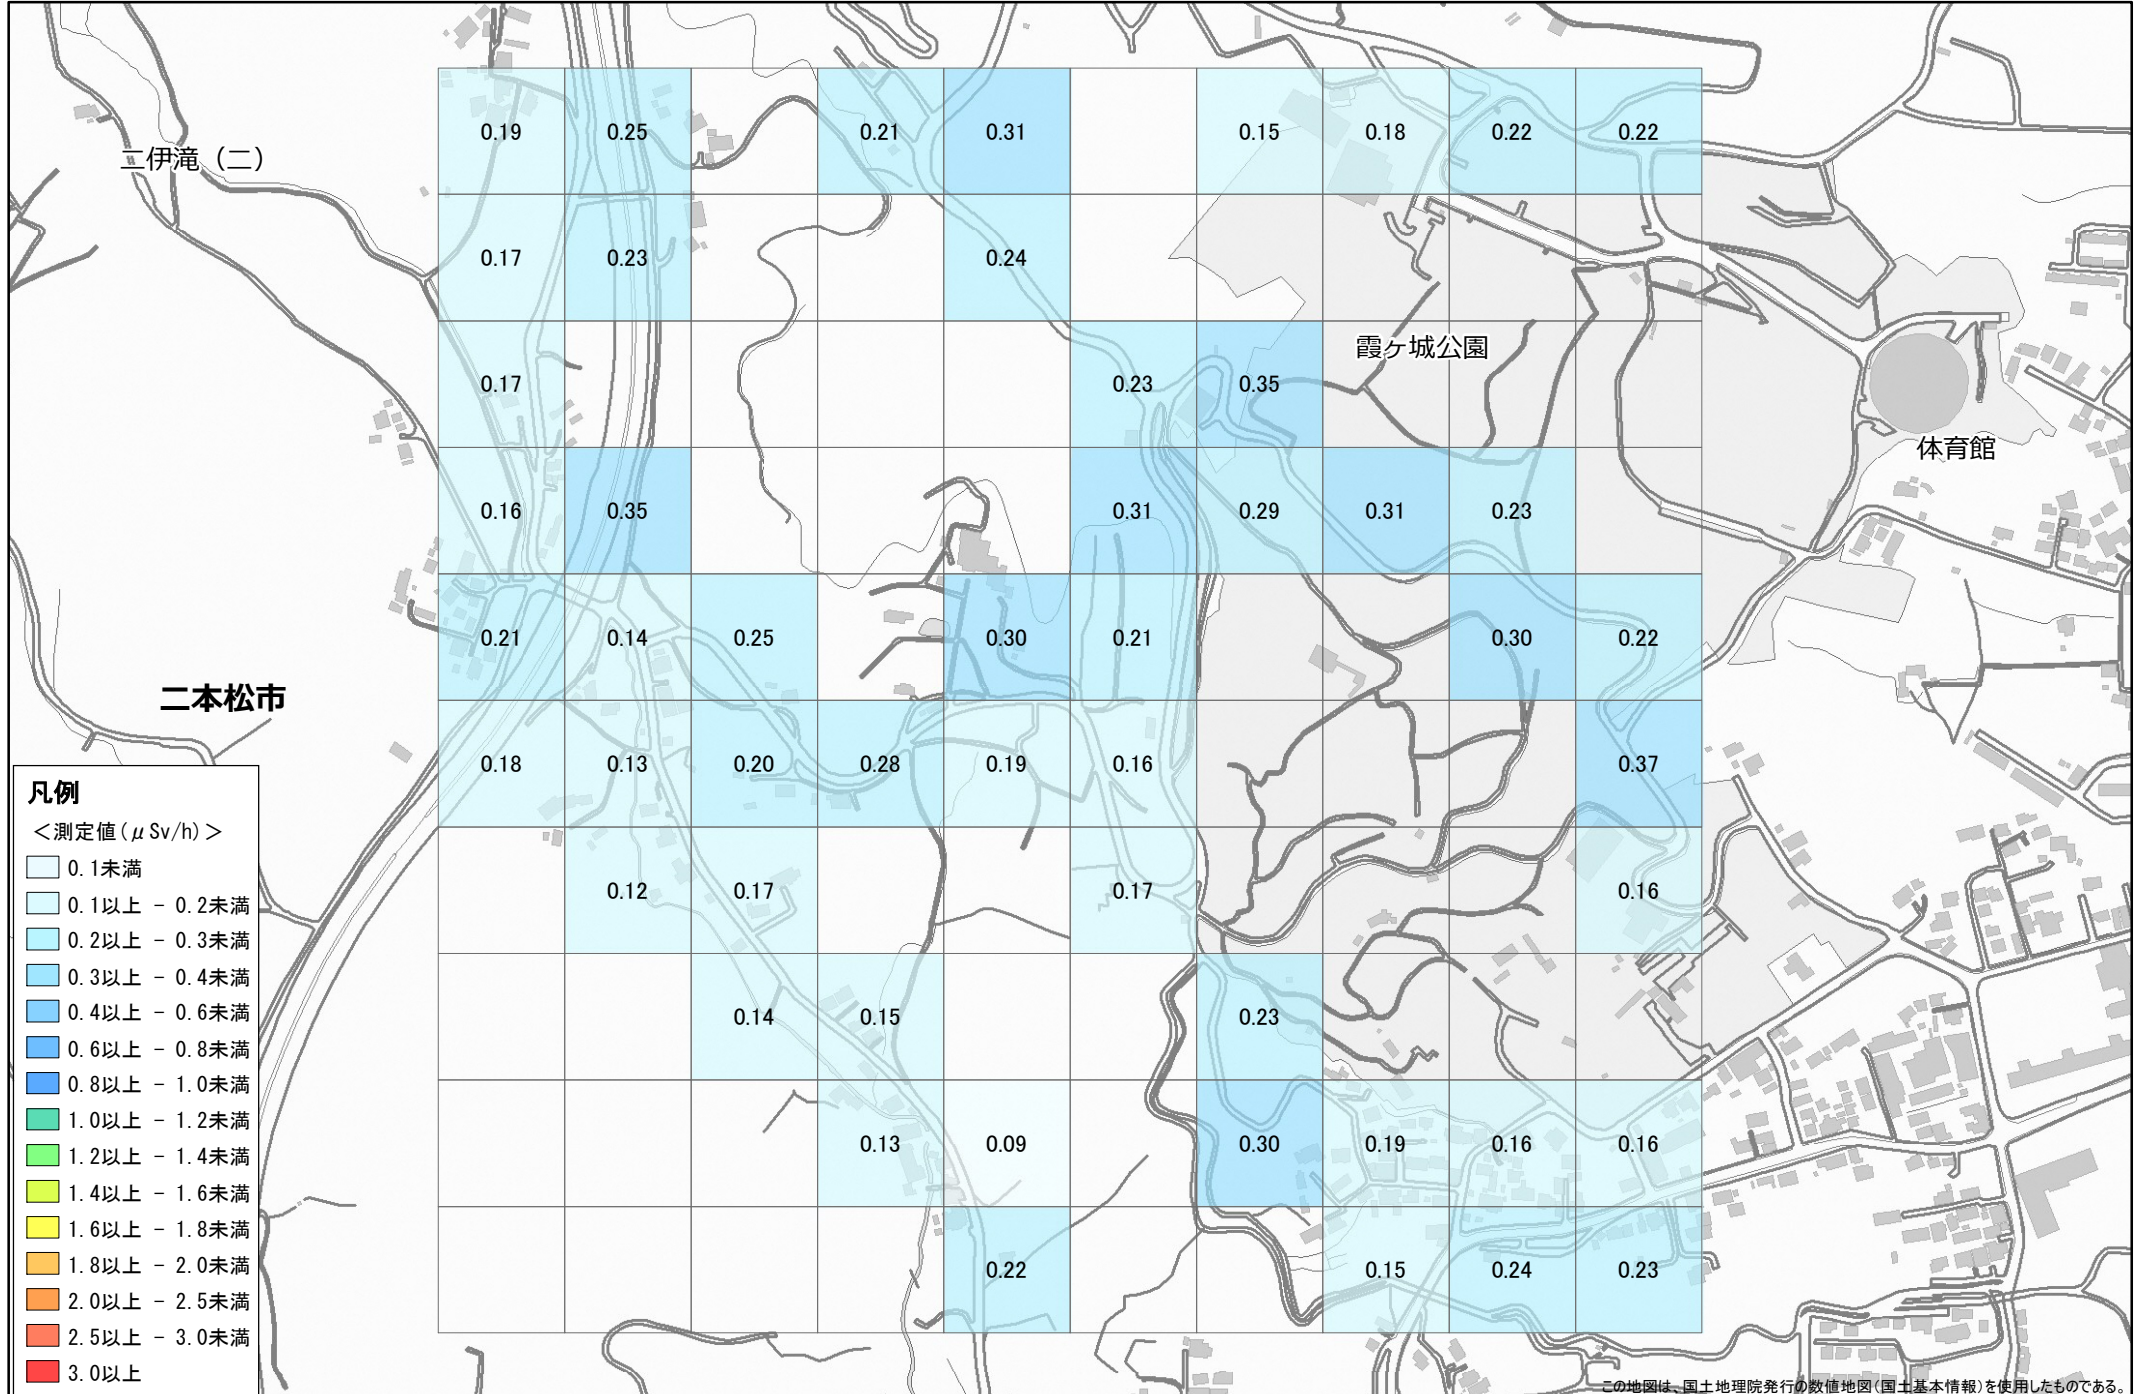 0.19 0.25 0.21 0.31 0.15 0.18 0.22 0.22
二伊滝（二）
0.17 0.23 0.24
霞ヶ城公園
0.17 0.23 0.35
体育館
0.16 0.35 0.31 0.29 0.31 0.23
0.21 0.14 0.25 0.30 0.21 0.30 0.22
二本松市
0.18 0.13 0.20 0.28 0.19 0.16 0.37
0.12 0.17 0.17 0.16
0.14 0.15 0.23
0.13 0.09 0.30 0.19 0.16 0.16
0.22 0.15 0.24 0.23
凡例
＜測定値(μSv/h)＞
0.1未満
0.1以上 - 0.2未満
0.2以上 - 0.3未満
0.3以上 - 0.4未満
0.4以上 - 0.6未満
0.6以上 - 0.8未満
0.8以上 - 1.0未満
1.0以上 - 1.2未満
1.2以上 - 1.4未満
1.4以上 - 1.6未満
1.6以上 - 1.8未満
1.8以上 - 2.0未満
2.0以上 - 2.5未満
2.5以上 - 3.0未満
3.0以上
この地図は、国土地理院発行の数値地図(国土基本情報)を使用したものである。